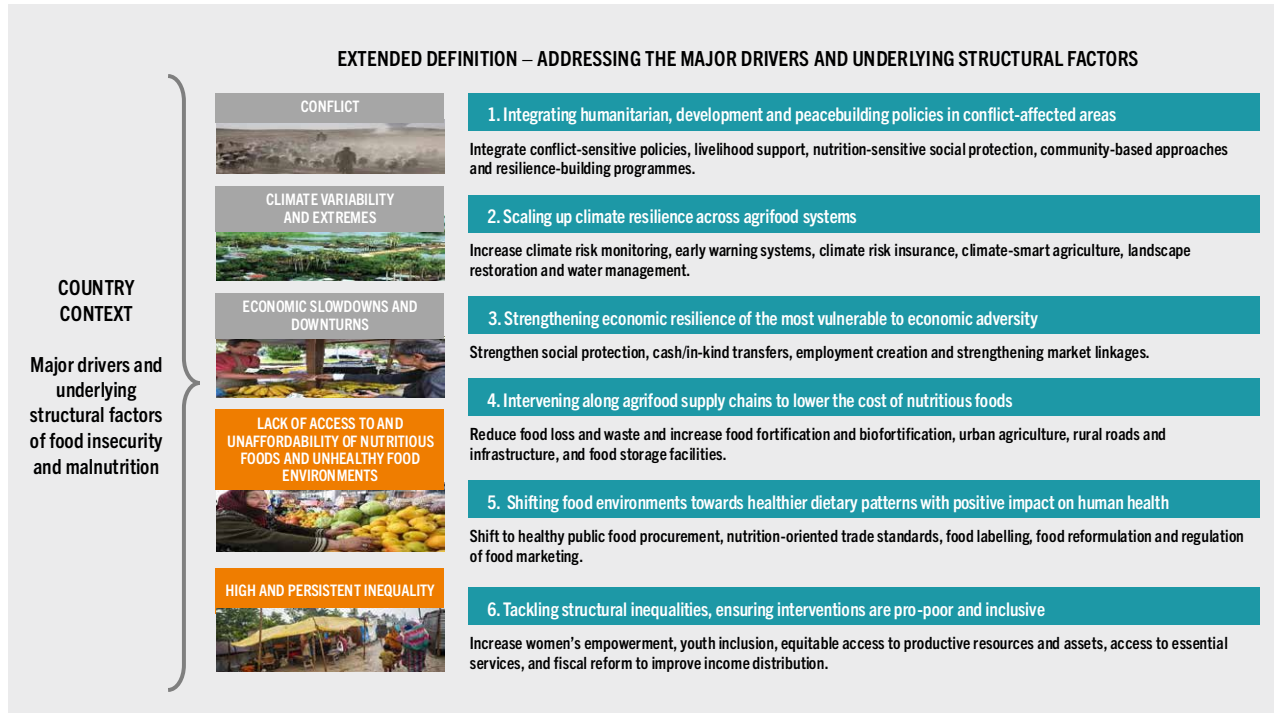 EXTENDED DEFINITION – ADDRESSING THE MAJOR DRIVERS AND UNDERLYING STRUCTURAL FACTORS
COUNTRY
CONTEXT
Major drivers and
underlying
structural factors
of food insecurity
and malnutrition
CONFLICT
1. Integrating humanitarian, development and peacebuilding policies in conflict-affected areas
Integrate conflict-sensitive policies, livelihood support, nutrition-sensitive social protection, community-based approaches
and resilience-building programmes.
CLIMATE VARIABILITY
AND EXTREMES
2. Scaling up climate resilience across agrifood systems
Increase climate risk monitoring, early warning systems, climate risk insurance, climate-smart agriculture, landscape
restoration and water management.
ECONOMIC SLOWDOWNS AND
DOWNTURNS
3. Strengthening economic resilience of the most vulnerable to economic adversity
Strengthen social protection, cash/in-kind transfers, employment creation and strengthening market linkages.
LACK OF ACCESS TO AND
UNAFFORDABILITY OF NUTRITIOUS
FOODS AND UNHEALTHY FOOD
ENVIRONMENTS
4. Intervening along agrifood supply chains to lower the cost of nutritious foods
Reduce food loss and waste and increase food fortification and biofortification, urban agriculture, rural roads and
infrastructure, and food storage facilities.
5. Shifting food environments towards healthier dietary patterns with positive impact on human health
Shift to healthy public food procurement, nutrition-oriented trade standards, food labelling, food reformulation and regulation
of food marketing.
HIGH AND PERSISTENT INEQUALITY
6. Tackling structural inequalities, ensuring interventions are pro-poor and inclusive
Increase women's empowerment, youth inclusion, equitable access to productive resources and assets, access to essential
services, and fiscal reform to improve income distribution.